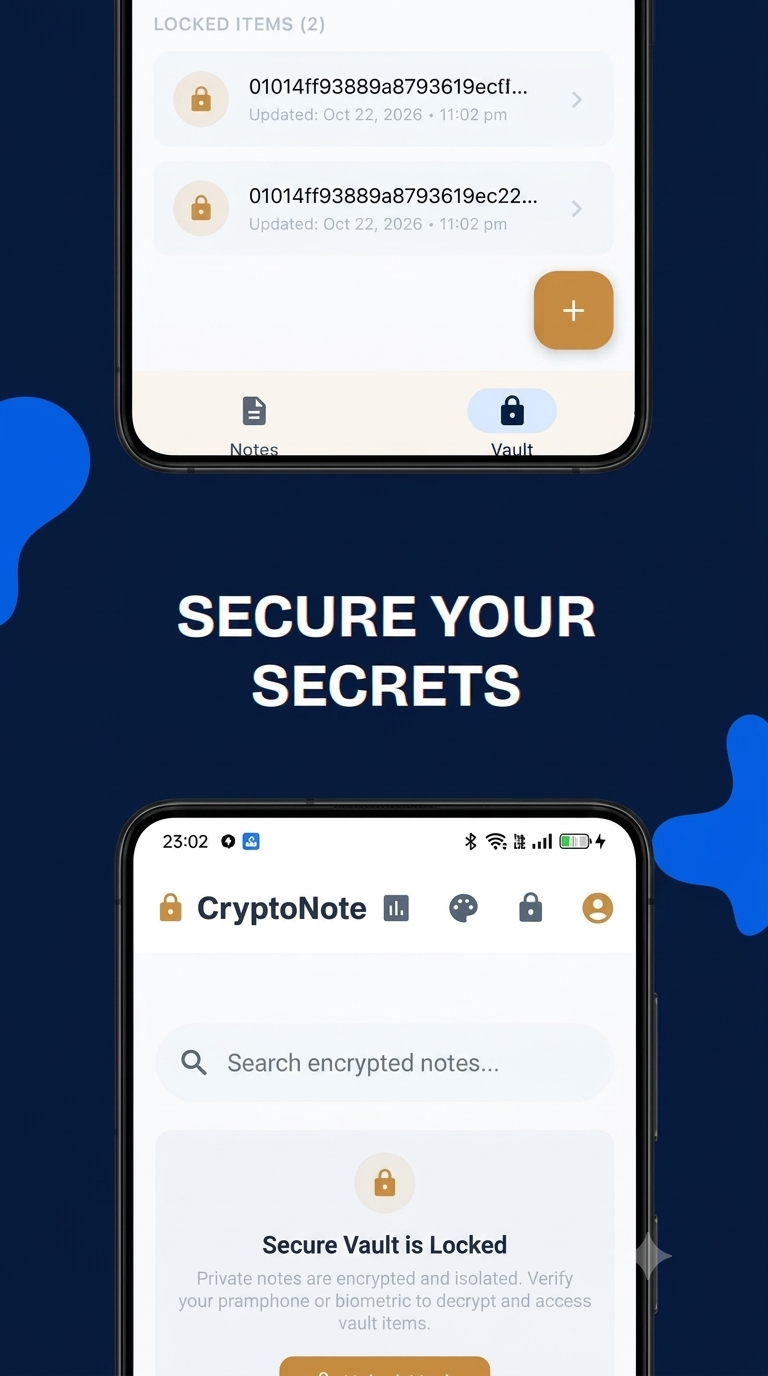 LOCKED ITEMS (2)
Updated: Oct 22, 2026 • 11:02 pm
01014ff93889a8793619ec22...
Updated: Oct 22, 2026 • 11:02 pm
Notes
Vault
SECURE YOUR
SECRETS
23:02
CryptoNote
Search encrypted notes...
Secure Vault is Locked
Private notes are encrypted and isolated. Verify
your pramphone or biometric to decrypt and access
vault items.